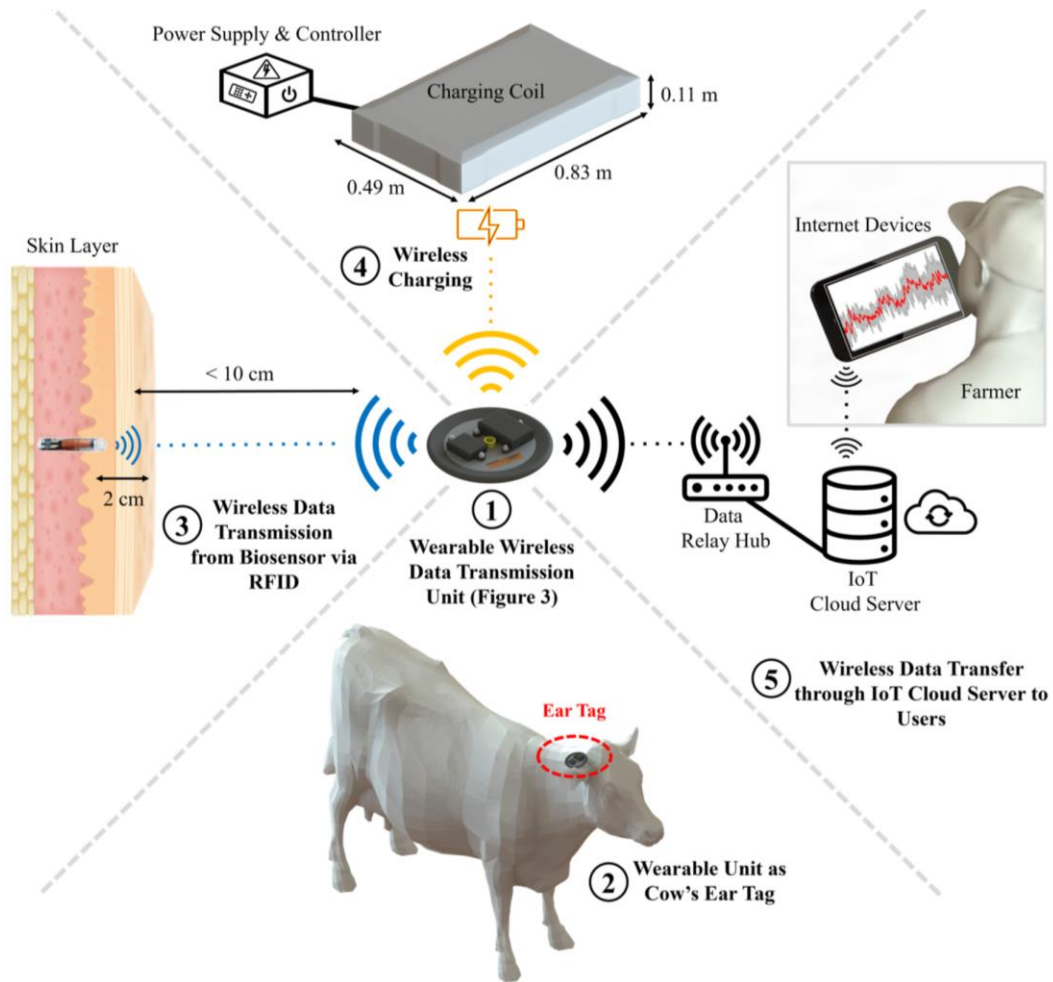 Power Supply & Controller
Charging Coil
0.11 m
0.49 m
0.83 m
4
Wireless
Charging
Internet Devices
Farmer
Skin Layer
< 10 cm
2 cm
3
Wireless Data
Transmission
from Biosensor via
RFID
1
Wearable Wireless
Data Transmission
Unit (Figure 3)
Data
Relay Hub
IoT
Cloud Server
5
Wireless Data Transfer
through IoT Cloud Server to
Users
Ear Tag
2
Wearable Unit as
Cow's Ear Tag